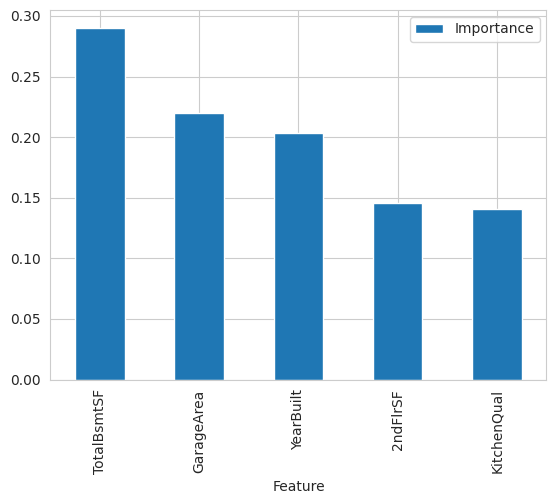 0.30
Importance
0.25
0.20
0.15
0.10
0.05
0.00
TotalBsmtSF
GarageArea
YearBuilt
2ndFlrSF
KitchenQual
Feature